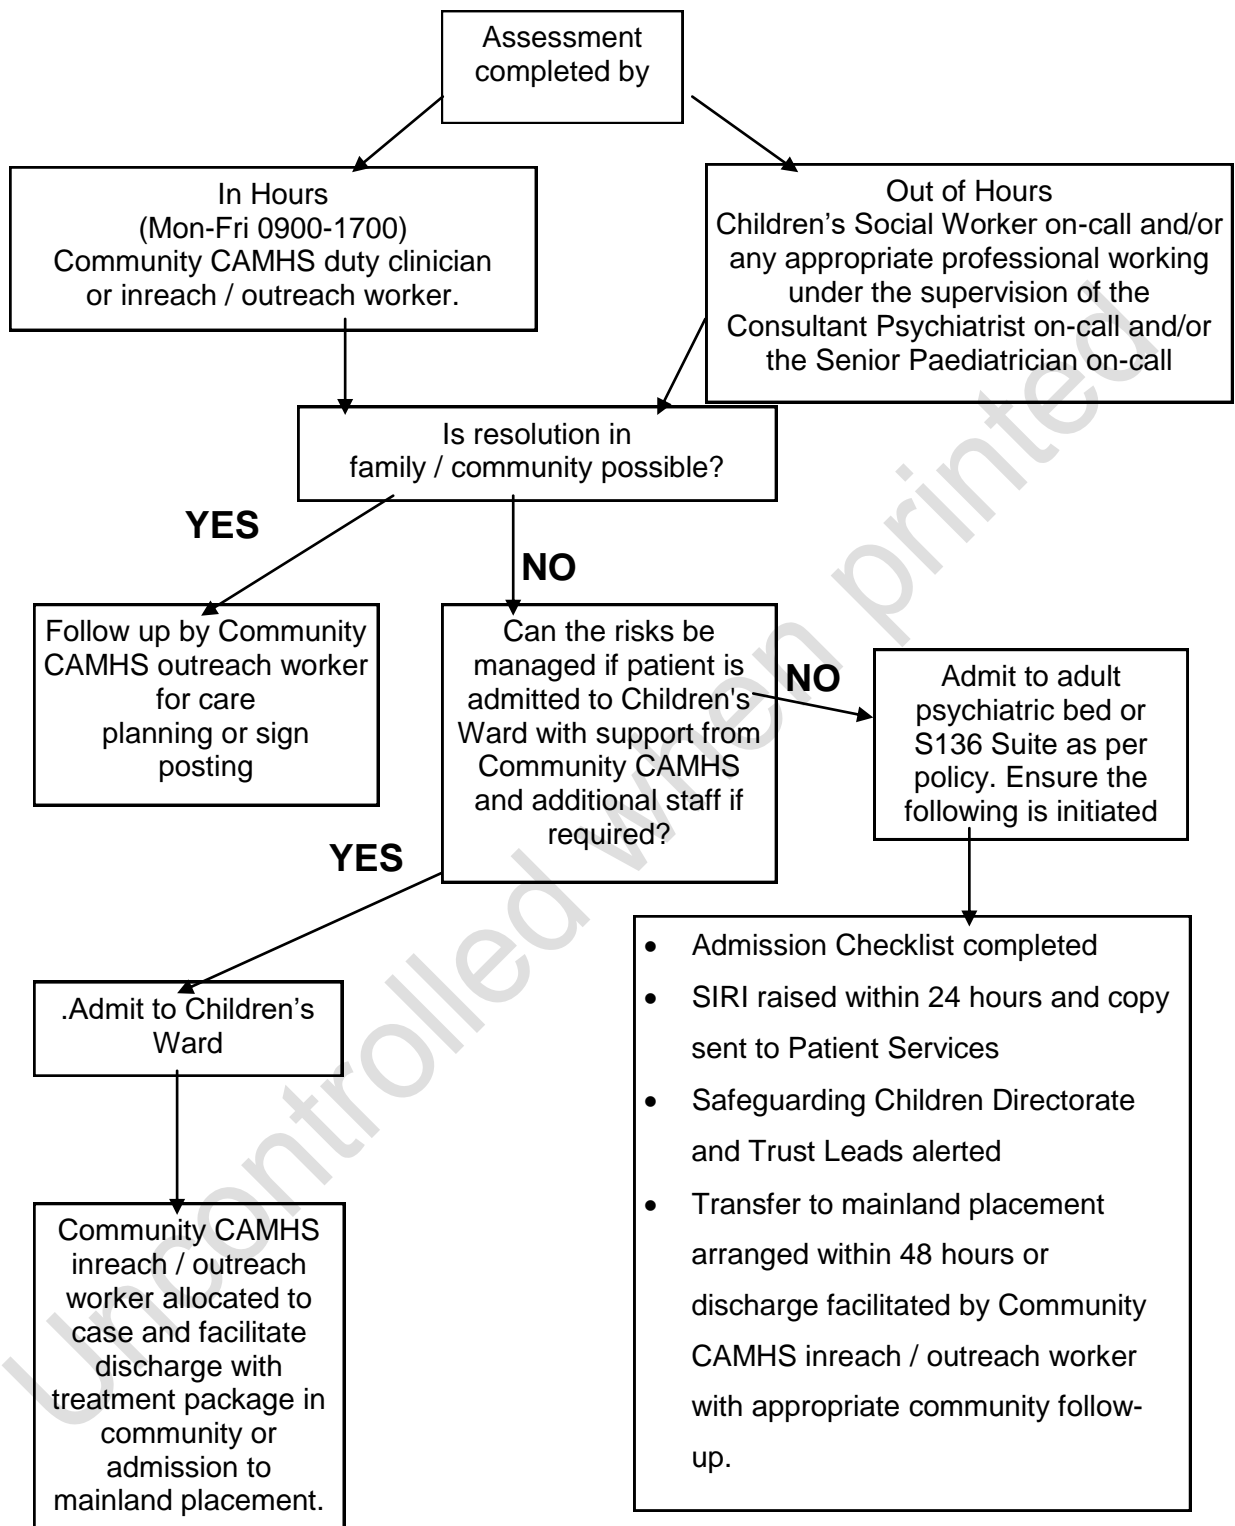 Assessment
completed by
In Hours
(Mon-Fri 0900-1700)
Community CAMHS duty clinician
or inreach / outreach worker.
Out of Hours
Children’s Social Worker on-call and/or
any appropriate professional working
under the supervision of the
Consultant Psychiatrist on-call and/or
the Senior Paediatrician on-call
Is resolution in
family / community possible?
YES
NO
Follow up by Community
CAMHS outreach worker
for care
planning or sign
posting
Can the risks be
managed if patient is
admitted to Children's
Ward with support from
Community CAMHS
and additional staff if
required?
NO
Admit to adult
psychiatric bed or
S136 Suite as per
policy. Ensure the
following is initiated
YES
.Admit to Children’s
Ward
• Admission Checklist completed
• SIRI raised within 24 hours and copy
sent to Patient Services
• Safeguarding Children Directorate
and Trust Leads alerted
• Transfer to mainland placement
arranged within 48 hours or
discharge facilitated by Community
CAMHS inreach / outreach worker
with appropriate community follow-
up.
Community CAMHS
inreach / outreach
worker allocated to
case and facilitate
discharge with
treatment package in
community or
admission to
mainland placement.
Uncontrolled when printed